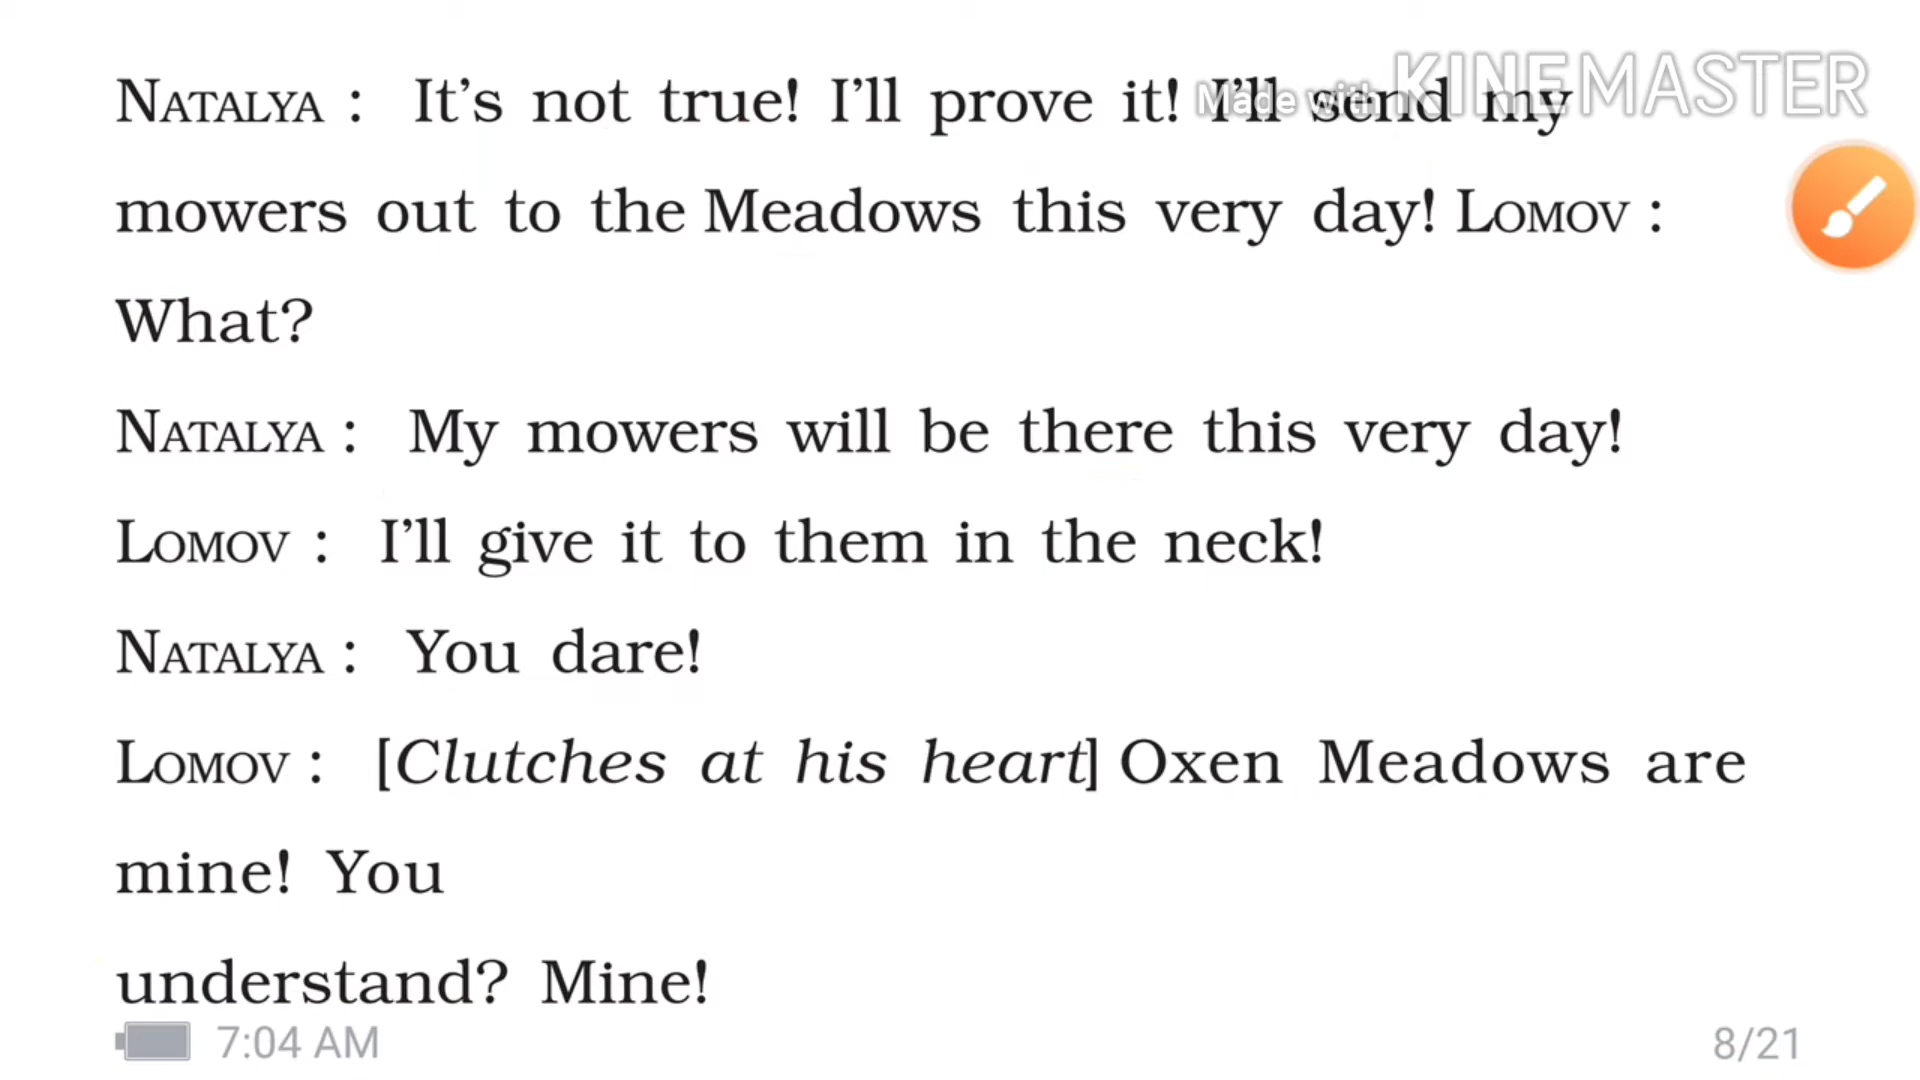 NATALYA : It's not true! I'll prove it! I'll send my
Made with KINEMASTER
mowers out to the Meadows this very day! LOMOV :
What?
NATALYA : My mowers will be there this very day!
LOMOV : I'll give it to them in the neck!
NATALYA : You dare!
LOMOV : [Clutches at his heart] Oxen Meadows are
mine! You
understand? Mine!
7:04 AM
8/21